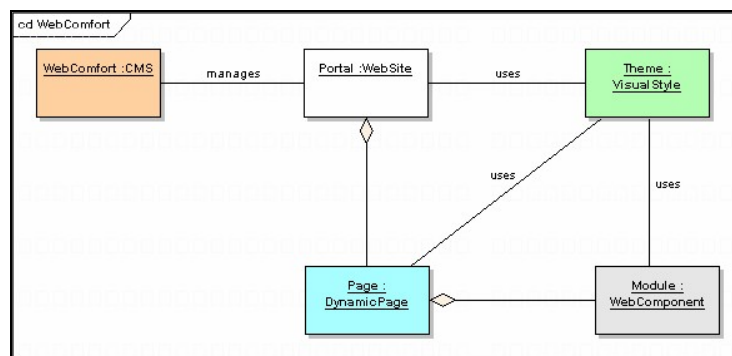 cd WebComfort
WebComfort :CMS
manages
Portal :WebSite
uses
Theme :
VisualStyle
uses
uses
Page :
DynamicPage
Module :
WebComponent